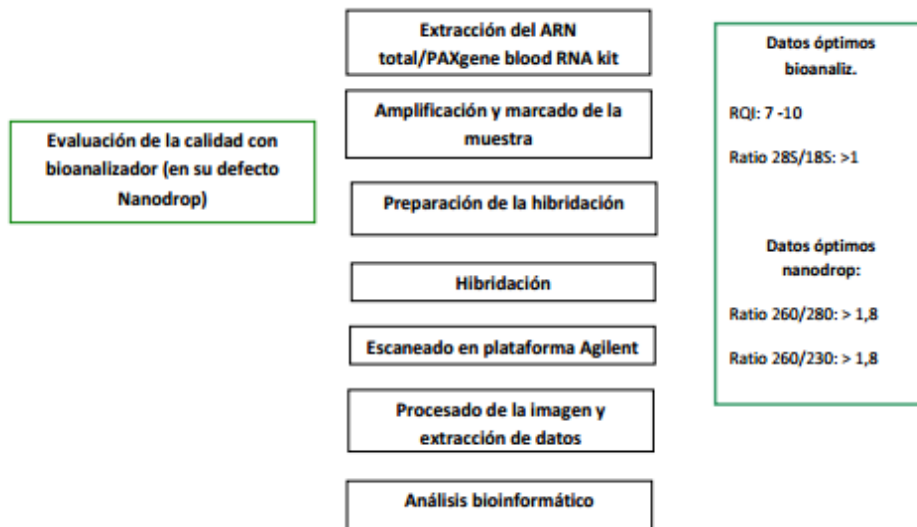 Extracción del ARN
total/PAXgene blood RNA kit
Amplificación y marcado de la
muestra
Evaluación de la calidad con
bioanalizador (en su defecto
Nanodrop)
Preparación de la hibridación
Hibridación
Escaneado en plataforma Agilent
Procesado de la imagen y
extracción de datos
Análisis bioinformático
Datos óptimos
bioanaliz.
RQI: 7 -10
Ratio 28S/18S: >1
Datos óptimos
nanodrop:
Ratio 260/280: > 1,8
Ratio 260/230: > 1,8